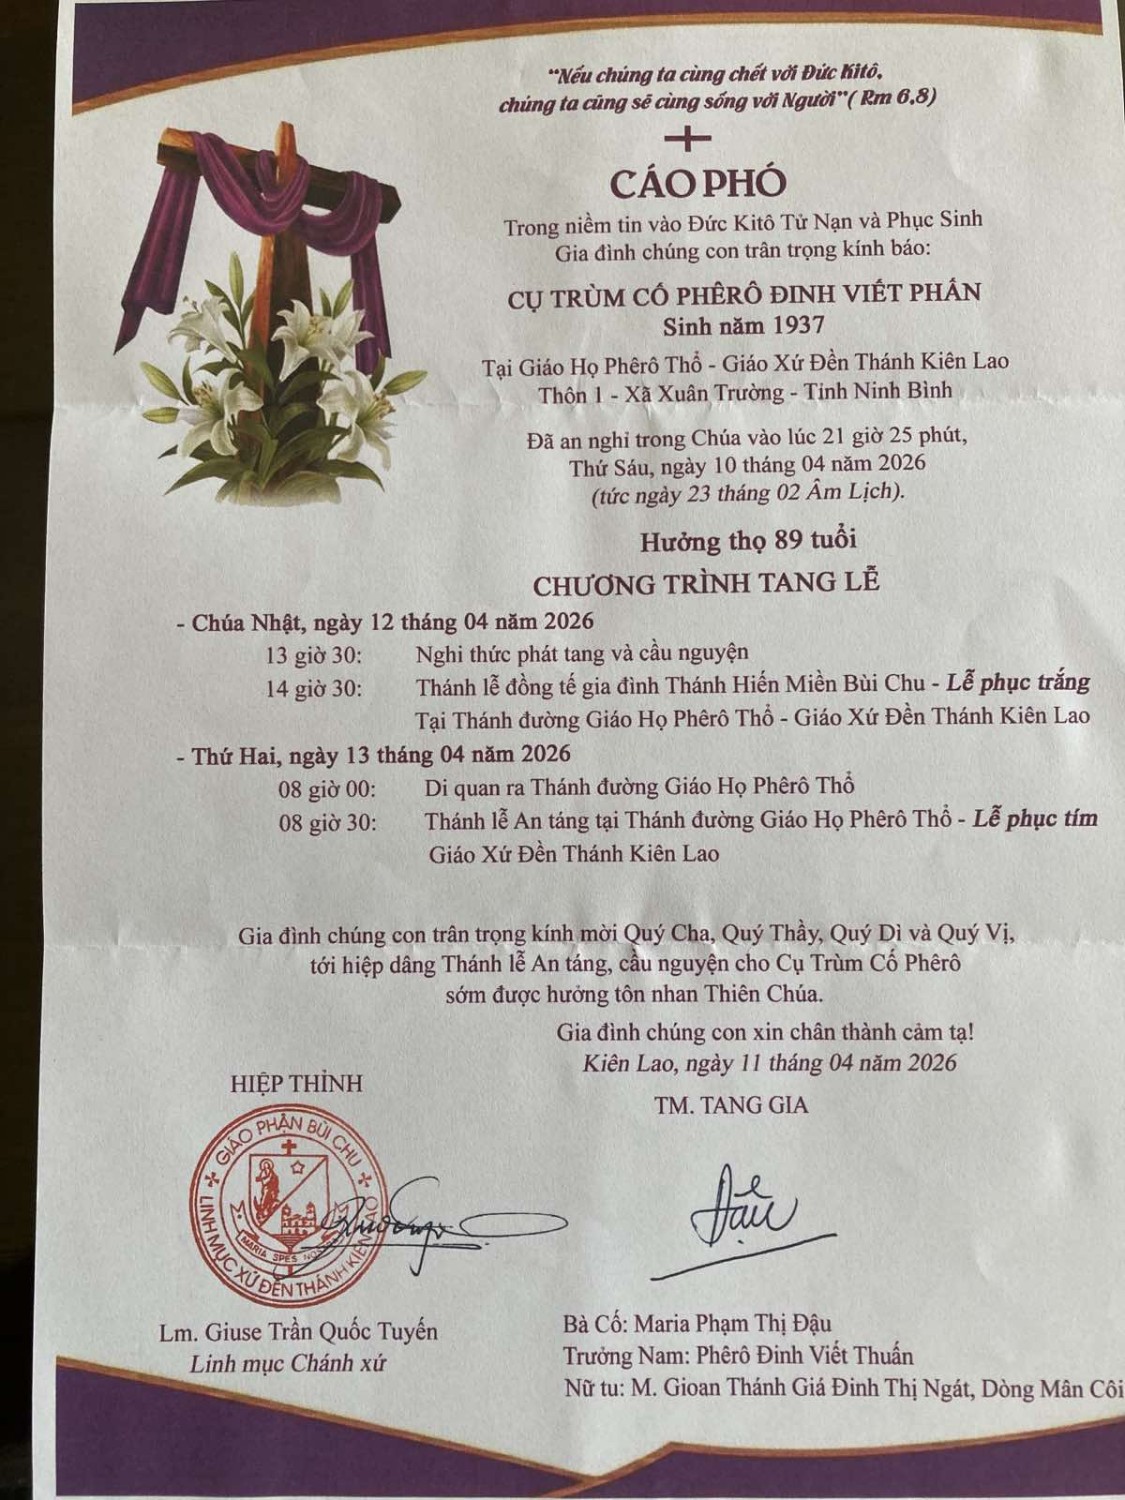 "Nếu chúng ta cùng chết với Đức Kitô,
chúng ta cũng sẽ cùng sống với Người" ( Rm 6,8)
CÁO PHÓ
Trong niềm tin vào Đức Kitô Tử Nạn và Phục Sinh
Gia đình chúng con trân trọng kính báo:
CỤ TRÙM CỐ PHÊRÔ ĐINH VIẾT PHẤN
Sinh năm 1937
Tại Giáo Họ Phêrô Thổ - Giáo Xứ Đền Thánh Kiên Lao
Thôn 1 - Xã Xuân Trường - Tỉnh Ninh Bình
Đã an nghỉ trong Chúa vào lúc 21 giờ 25 phút,
Thứ Sáu, ngày 10 tháng 04 năm 2026
(tức ngày 23 tháng 02 Âm Lịch).
Hưởng thọ 89 tuổi
CHƯƠNG TRÌNH TANG LỄ
- Chúa Nhật, ngày 12 tháng 04 năm 2026
13 giờ 30: Nghi thức phát tang và cầu nguyện
14 giờ 30: Thánh lễ đồng tế gia đình Thánh Hiến Miền Bùi Chu - Lễ phục trắng
Tại Thánh đường Giáo Họ Phêrô Thổ - Giáo Xứ Đền Thánh Kiên Lao
- Thứ Hai, ngày 13 tháng 04 năm 2026
08 giờ 00: Di quan ra Thánh đường Giáo Họ Phêrô Thổ
08 giờ 30: Thánh lễ An táng tại Thánh đường Giáo Họ Phêrô Thổ - Lễ phục tím
Giáo Xứ Đền Thánh Kiên Lao
Gia đình chúng con trân trọng kính mời Quý Cha, Quý Thầy, Quý Dì và Quý Vị,
tới hiệp dâng Thánh lễ An táng, cầu nguyện cho Cụ Trùm Cố Phêrô
sớm được hưởng tôn nhan Thiên Chúa.
Gia đình chúng con xin chân thành cảm tạ!
Kiên Lao, ngày 11 tháng 04 năm 2026
HIỆP THỈNH
TM. TANG GIA
GIÁO PHẬN BÙI CHU
MARIA SPES
LINH MỤC XỨ ĐỀN THÁNH KIÊN LAO
Đậu
Lm. Giuse Trần Quốc Tuyến
Linh mục Chánh xứ
Bà Cố: Maria Phạm Thị Đậu
Trưởng Nam: Phêrô Đinh Viết Thuấn
Nữ tu: M. Gioan Thánh Giá Đinh Thị Ngát, Dòng Mân Côi